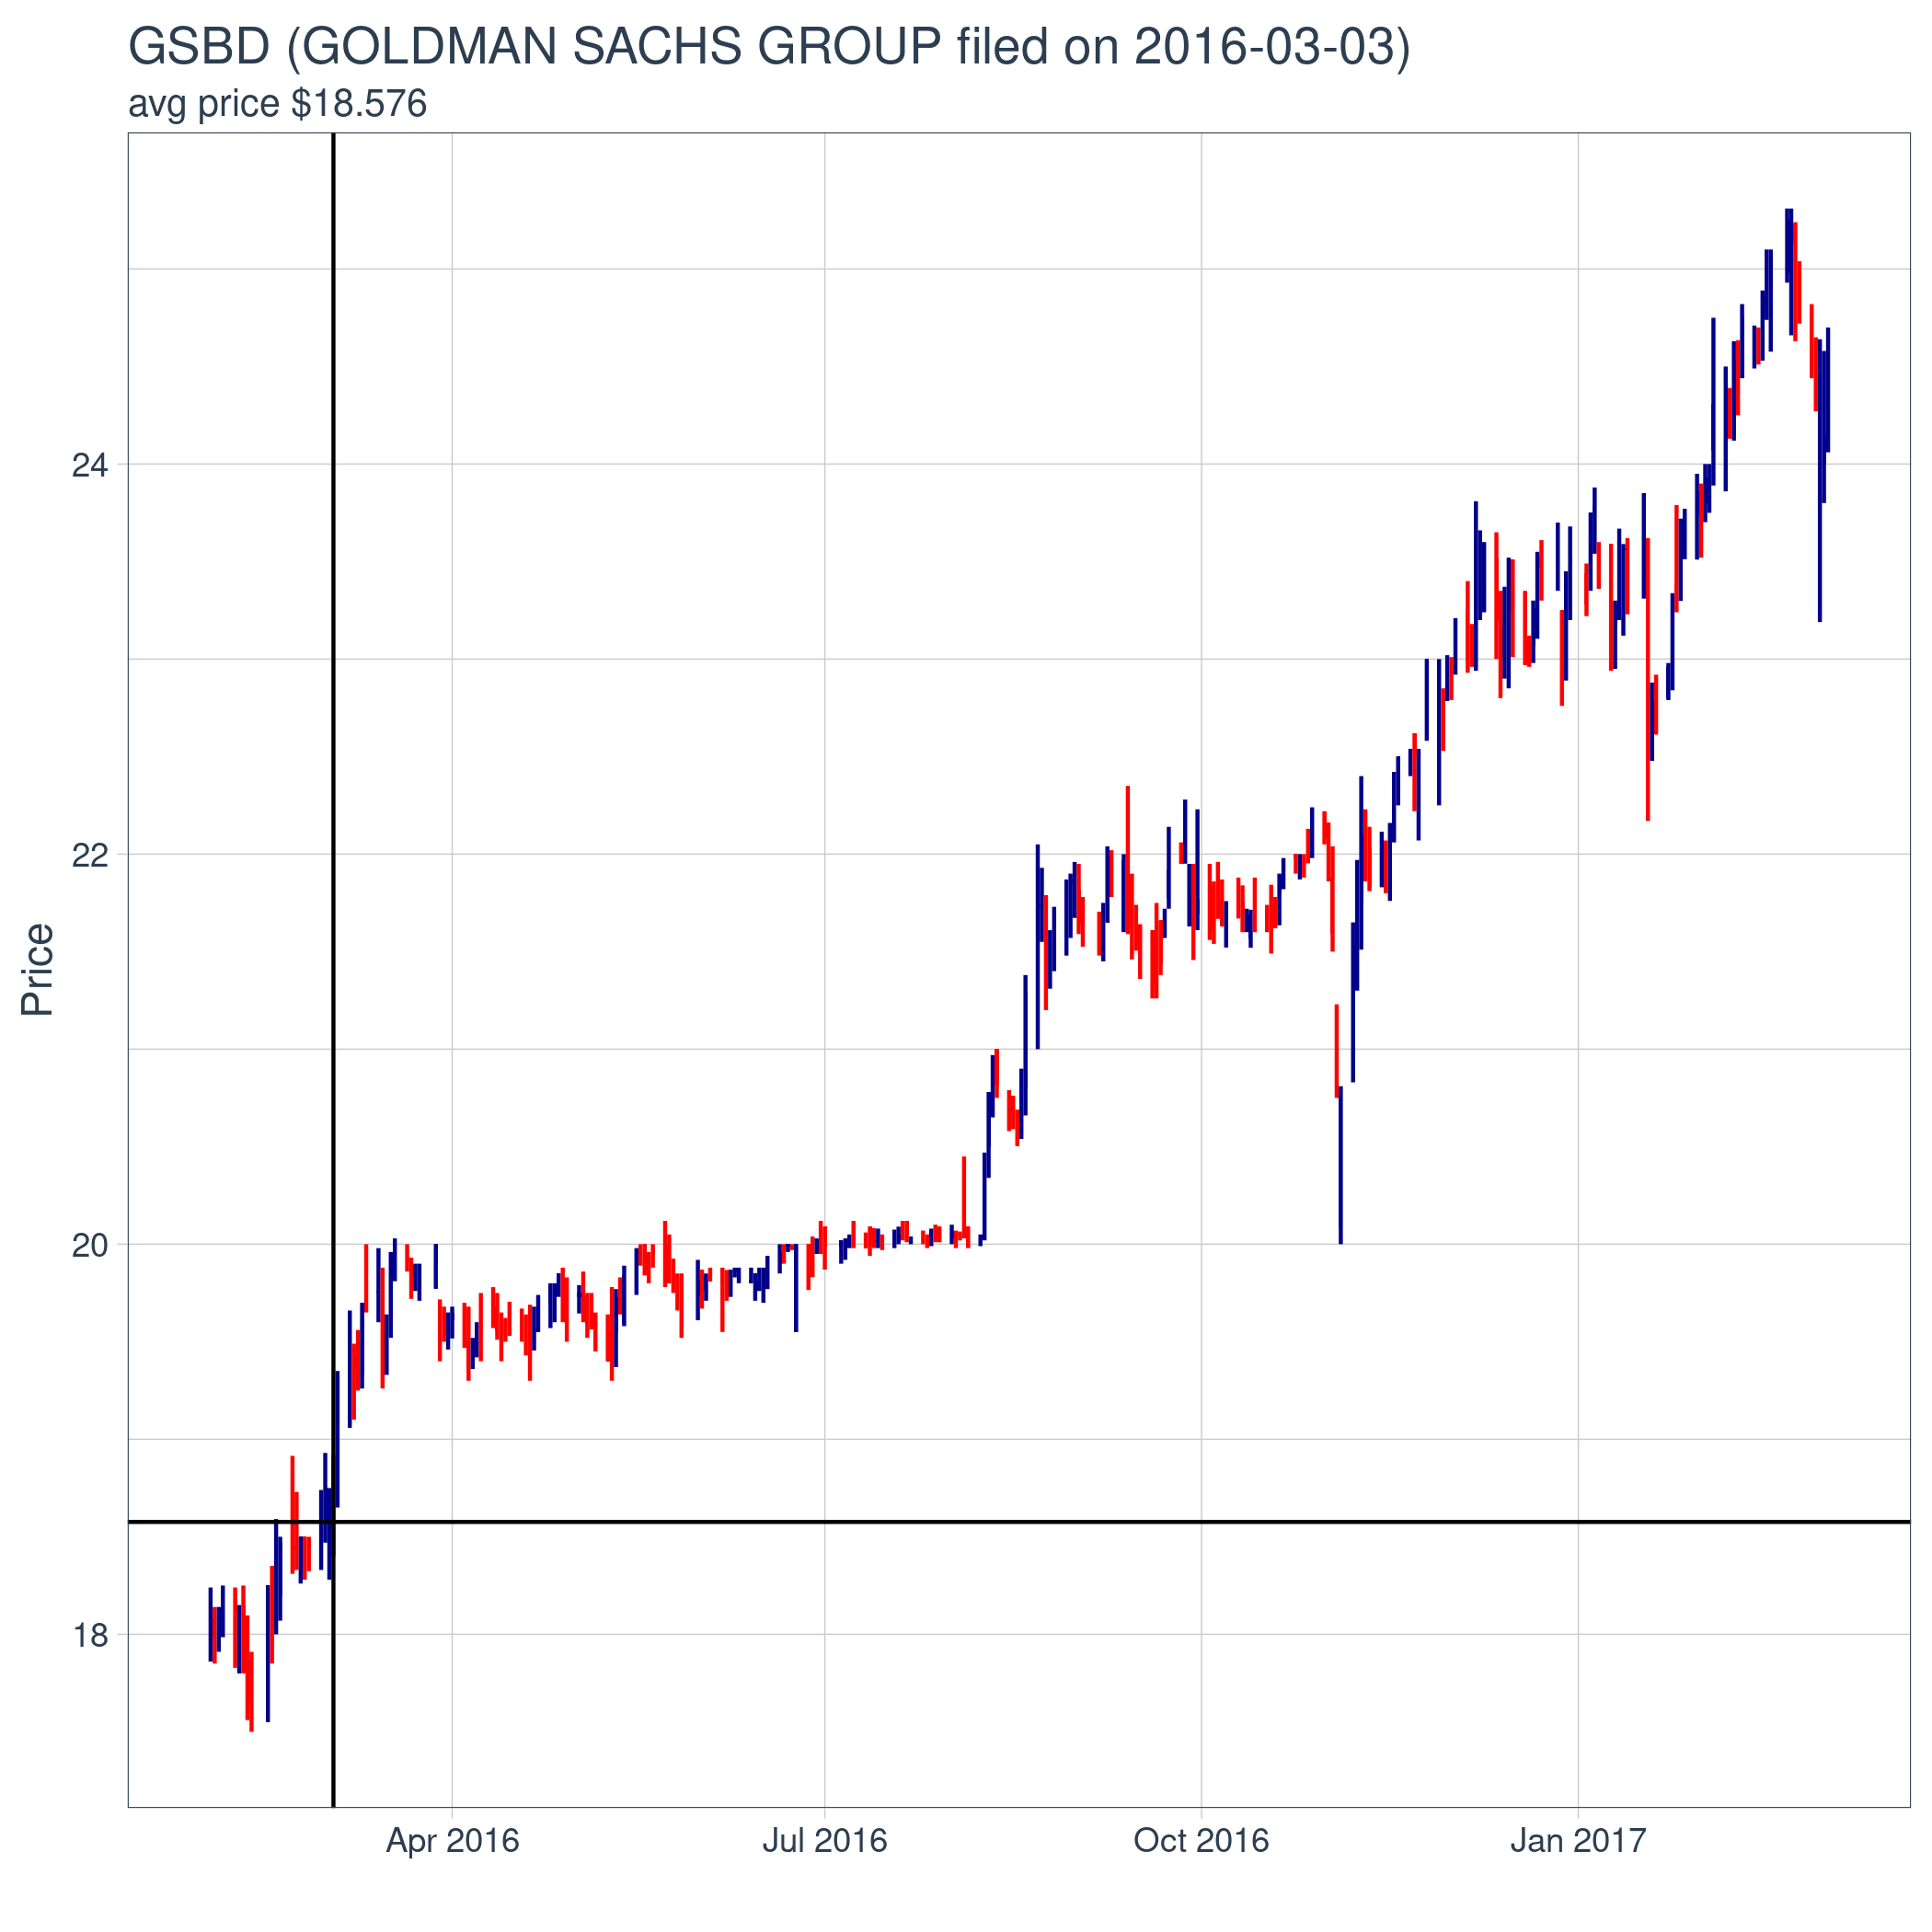 GSBD (GOLDMAN SACHS GROUP filed on 2016-03-03)
avg price $18.576
Price
24
22
20
18
Apr 2016
Jul 2016
Oct 2016
Jan 2017